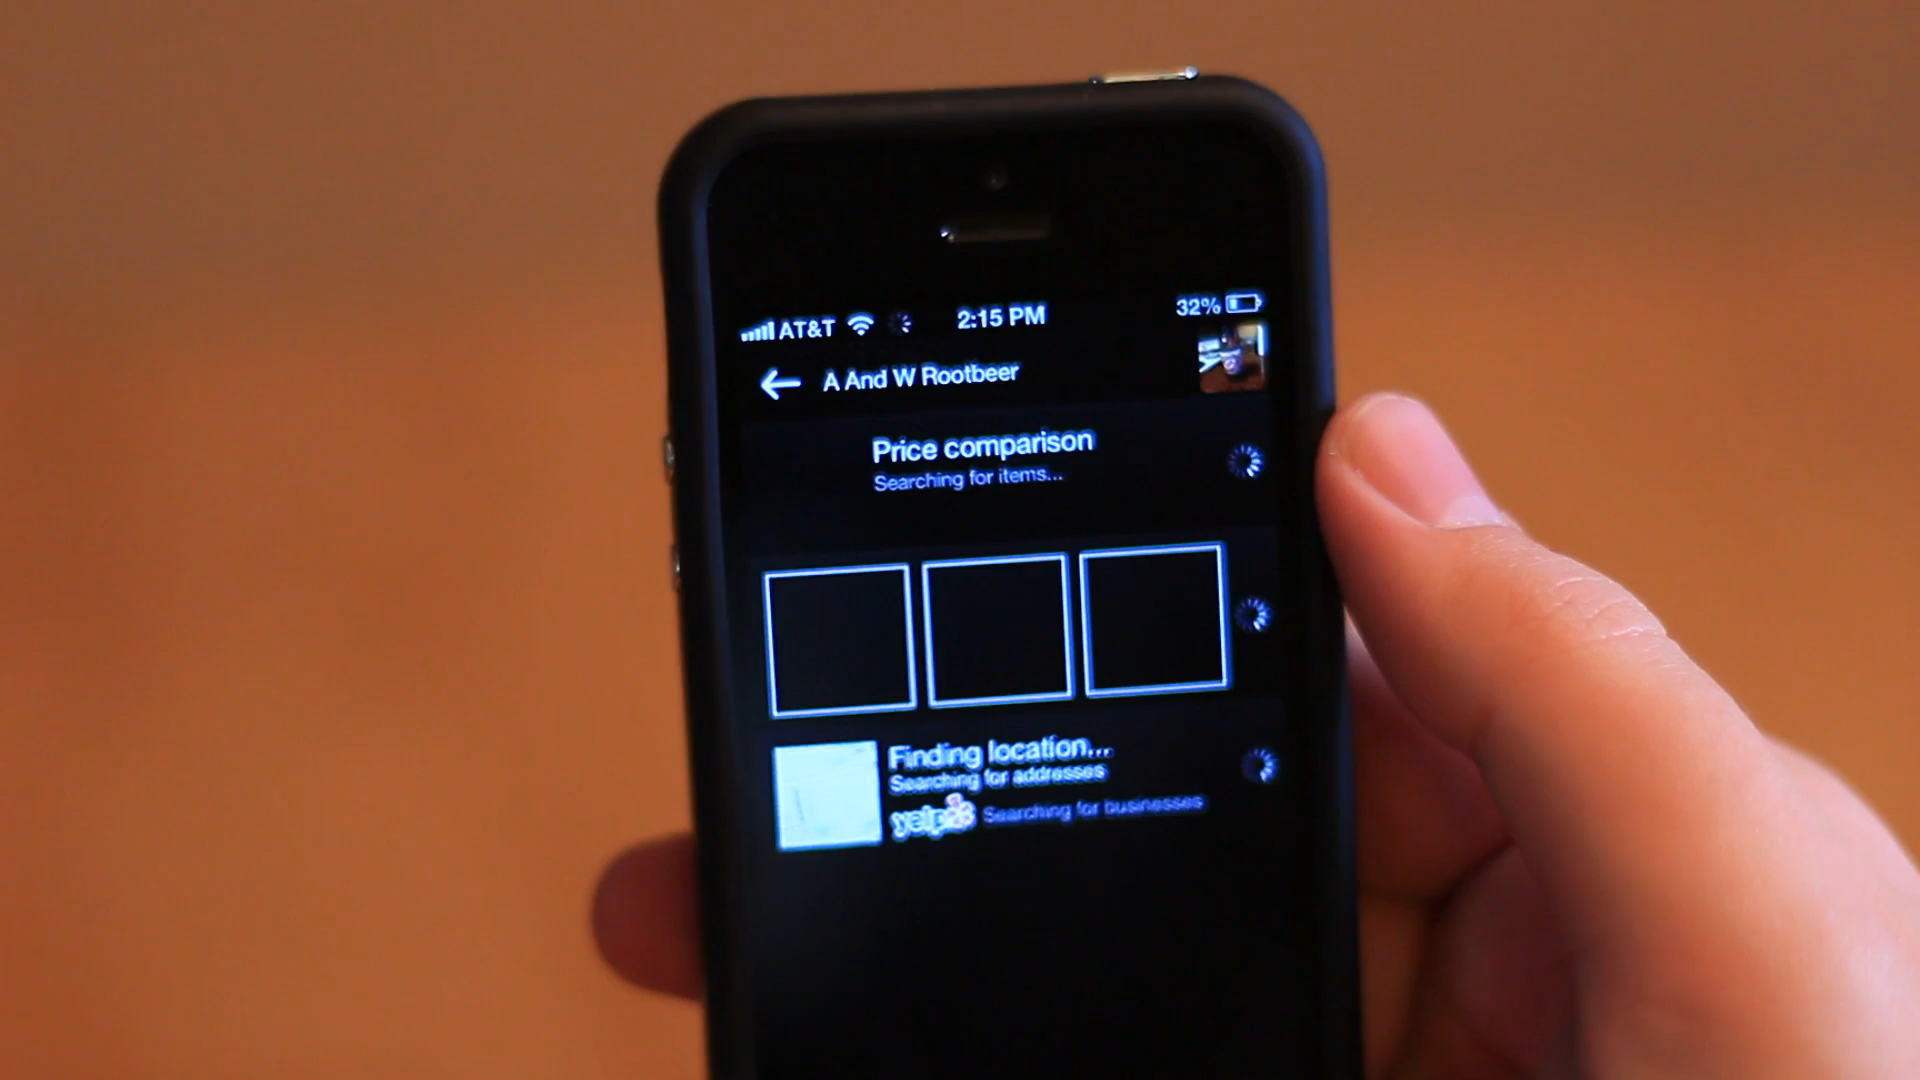 AT&T 2:15 PM 32%
A And W Rootbeer
Price comparison
Searching for items...
Finding location...
Searching for addresses
yelp Searching for businesses